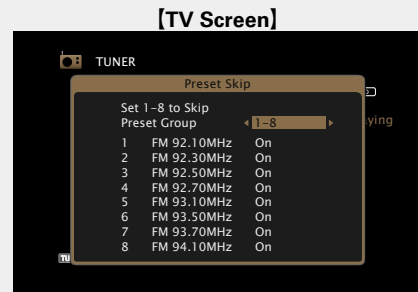 【TV Screen】
TUNER
Preset Skip
Set 1–8 to Skip
Preset Group 1–8
1 FM 92.10MHz On
2 FM 92.30MHz On
3 FM 92.50MHz On
4 FM 92.70MHz On
5 FM 93.10MHz On
6 FM 93.50MHz On
7 FM 93.70MHz On
8 FM 94.10MHz On
ying
TU